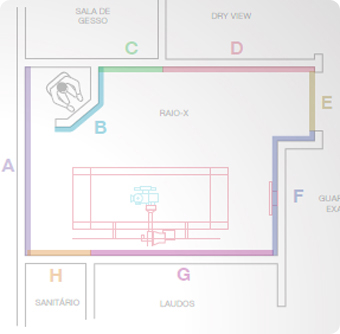 SALA DE
GESSO
DRY VIEW
C
D
E
B
RAIO-X
A
F
GUAR
EXA
H
G
SANITÁRIO
LAUDOS